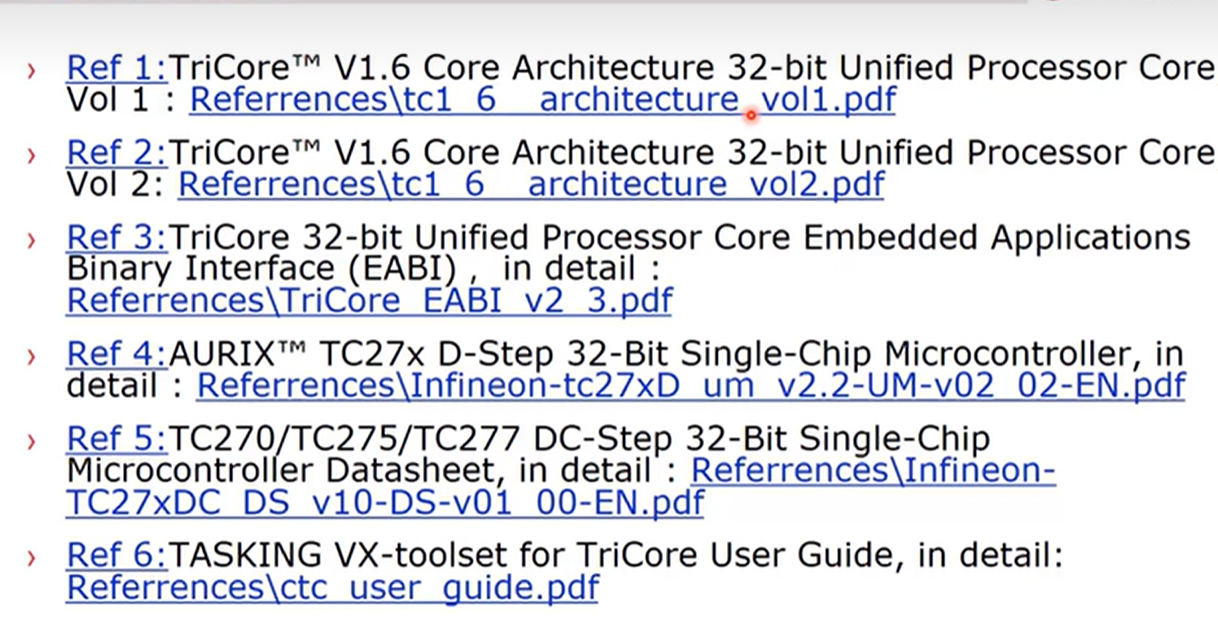 › Ref 1:TriCore™ V1.6 Core Architecture 32-bit Unified Processor Core
Vol 1 : Referrences\tc1_6__architecture_vol1.pdf
› Ref 2:TriCore™ V1.6 Core Architecture 32-bit Unified Processor Core
Vol 2: Referrences\tc1_6__architecture_vol2.pdf
› Ref 3:TriCore 32-bit Unified Processor Core Embedded Applications
Binary Interface (EABI) , in detail :
Referrences\TriCore_EABI_v2_3.pdf
› Ref 4:AURIX™ TC27x D-Step 32-Bit Single-Chip Microcontroller, in
detail : Referrences\Infineon-tc27xD_um_v2.2-UM-v02_02-EN.pdf
› Ref 5:TC270/TC275/TC277 DC-Step 32-Bit Single-Chip
Microcontroller Datasheet, in detail : Referrences\Infineon-
TC27xDC_DS_v10-DS-v01_00-EN.pdf
› Ref 6:TASKING VX-toolset for TriCore User Guide, in detail:
Referrences\ctc_user_guide.pdf